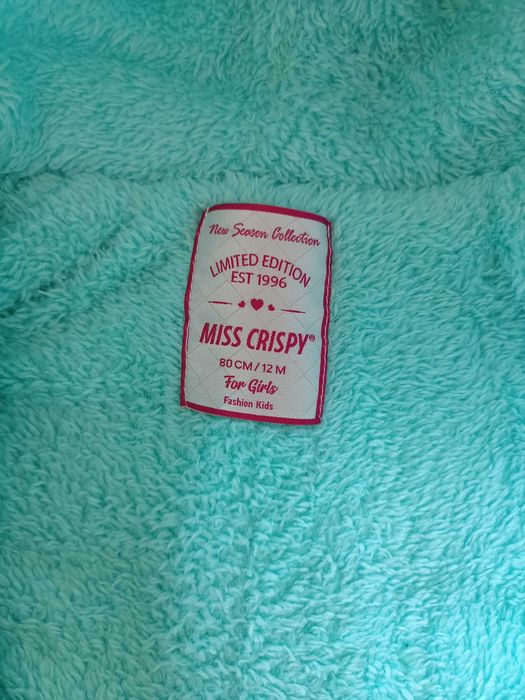 New Season Collection
LIMITED EDITION
EST 1996
MISS CRISPY®
80 CM / 12 M
For Girls
Fashion Kids